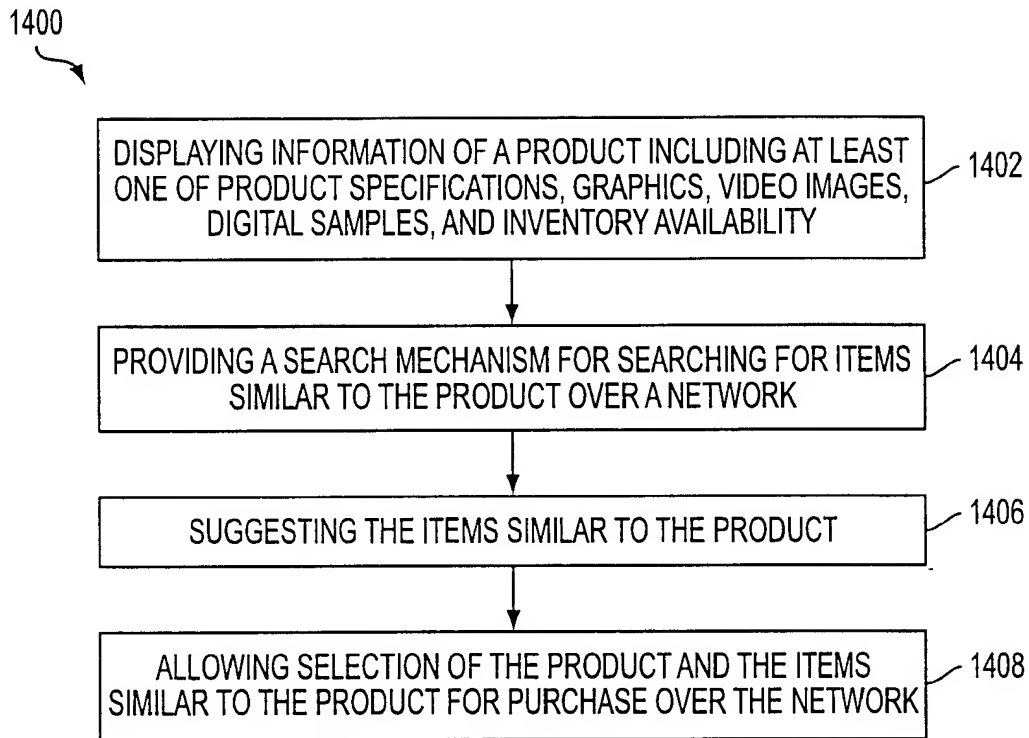 1400
DISPLAYING INFORMATION OF A PRODUCT INCLUDING AT LEAST
ONE OF PRODUCT SPECIFICATIONS, GRAPHICS, VIDEO IMAGES,
DIGITAL SAMPLES, AND INVENTORY AVAILABILITY
1402
PROVIDING A SEARCH MECHANISM FOR SEARCHING FOR ITEMS
SIMILAR TO THE PRODUCT OVER A NETWORK
1404
SUGGESTING THE ITEMS SIMILAR TO THE PRODUCT
1406
ALLOWING SELECTION OF THE PRODUCT AND THE ITEMS
SIMILAR TO THE PRODUCT FOR PURCHASE OVER THE NETWORK
1408